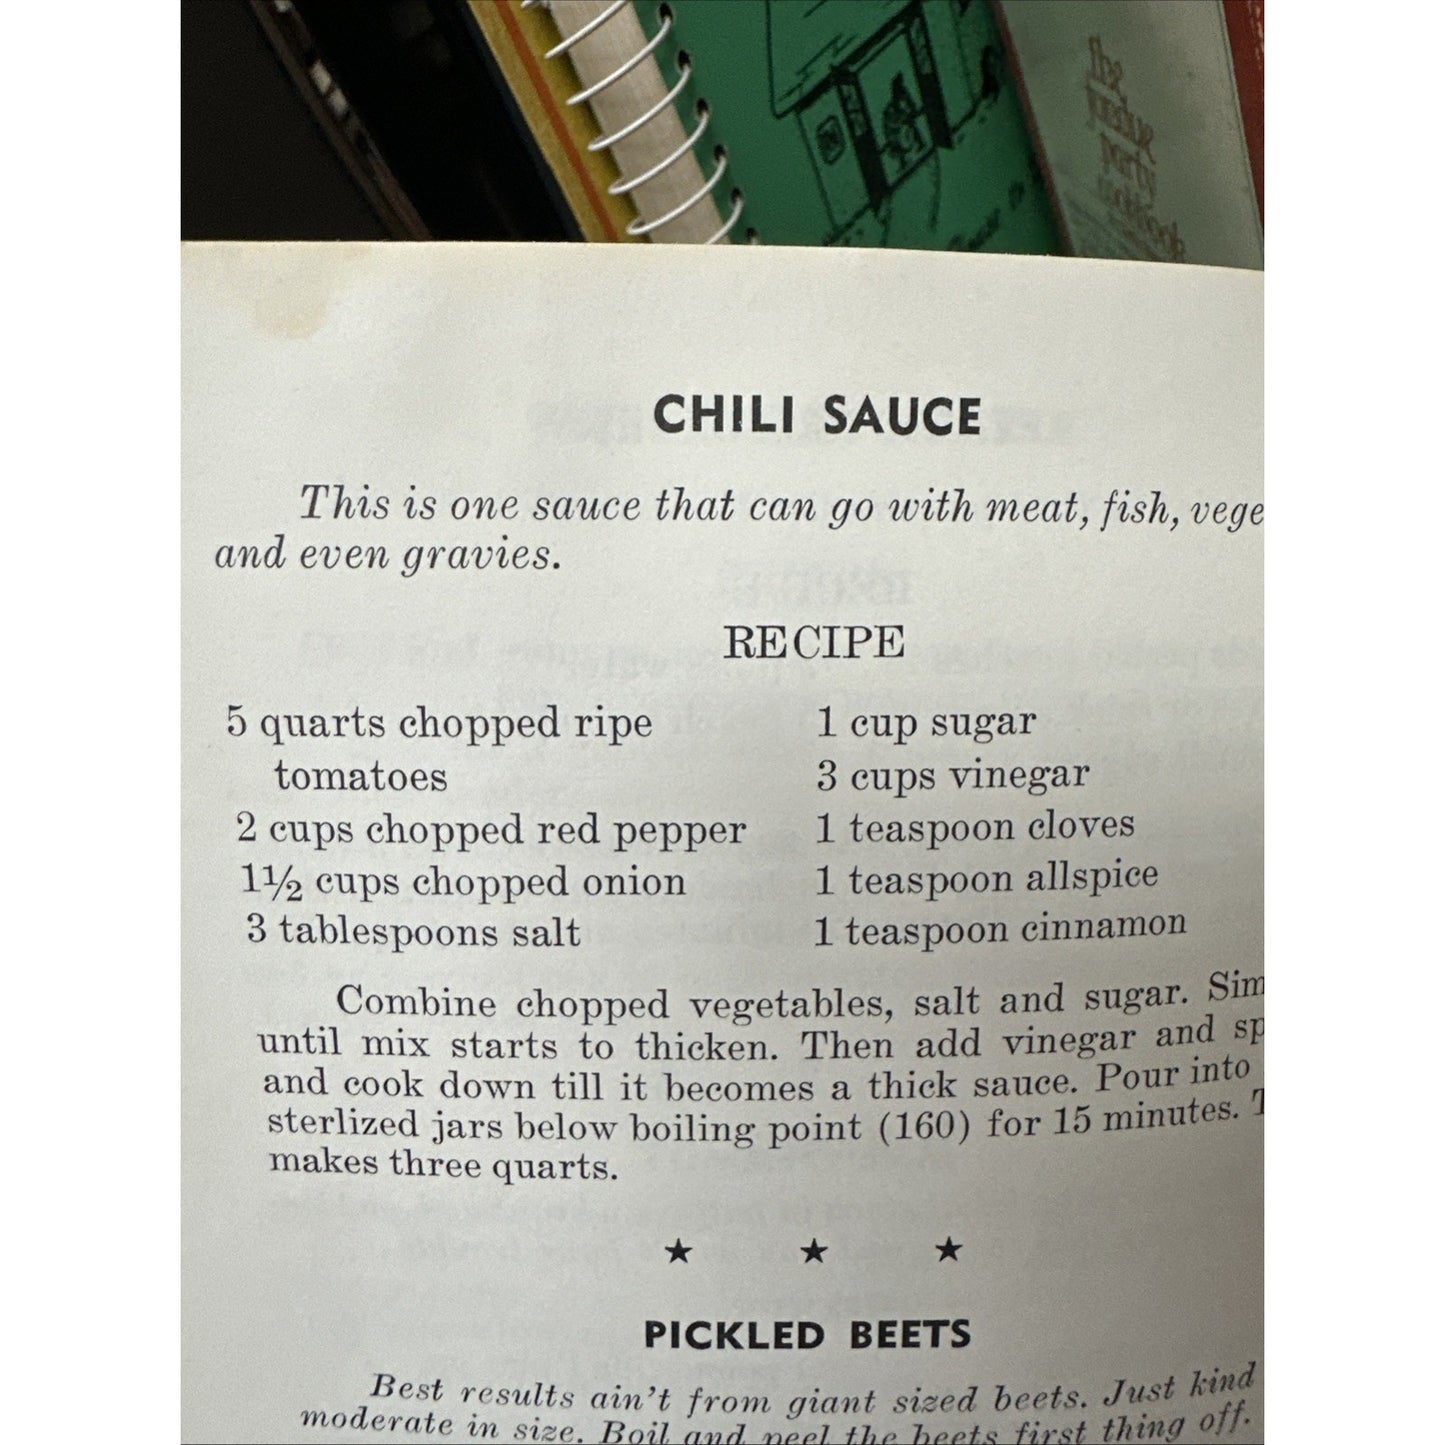 the
junior
party
cookbook
CHILI SAUCE
This is one sauce that can go with meat, fish, vege
and even gravies.
RECIPE
5 quarts chopped ripe
tomatoes
2 cups chopped red pepper
1½ cups chopped onion
3 tablespoons salt
1 cup sugar
3 cups vinegar
1 teaspoon cloves
1 teaspoon allspice
1 teaspoon cinnamon
Combine chopped vegetables, salt and sugar. Sim
until mix starts to thicken. Then add vinegar and sp
and cook down till it becomes a thick sauce. Pour into
sterlized jars below boiling point (160) for 15 minutes. T
makes three quarts.
★ ★ ★
PICKLED BEETS
Best results ain't from giant sized beets. Just kind
moderate in size. Boil and peel the beets first thing off.